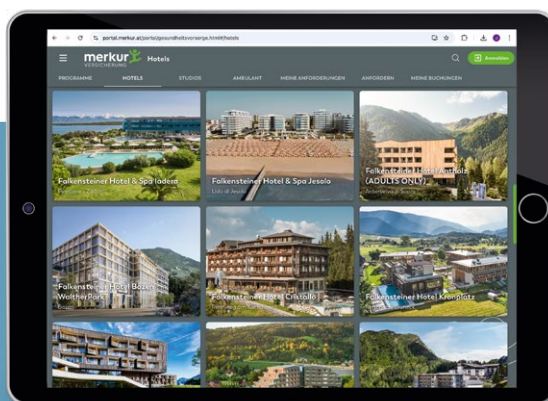 portal.merkur.at/portal/gesundheitsvorsorge.html#/hotels
merkur
VERSICHERUNG
Hotels
Anmelden
PROGRAMME HOTELS STUDIOS AMBULANT MEINE ANFORDERUNGEN ANFORDERN MEINE BUCHUNGEN
Falkensteiner Hotel & Spa Iadera
Falkensteiner Hotel & Spa Jesolo
Lido di Jesolo
Falkensteiner Hotel Antholz
(ADULTS ONLY)
Falkensteiner Hotel Bozen
WaltherPark
Bozen
Falkensteiner Hotel Cristallo
Falkensteiner Hotel Kronplatz